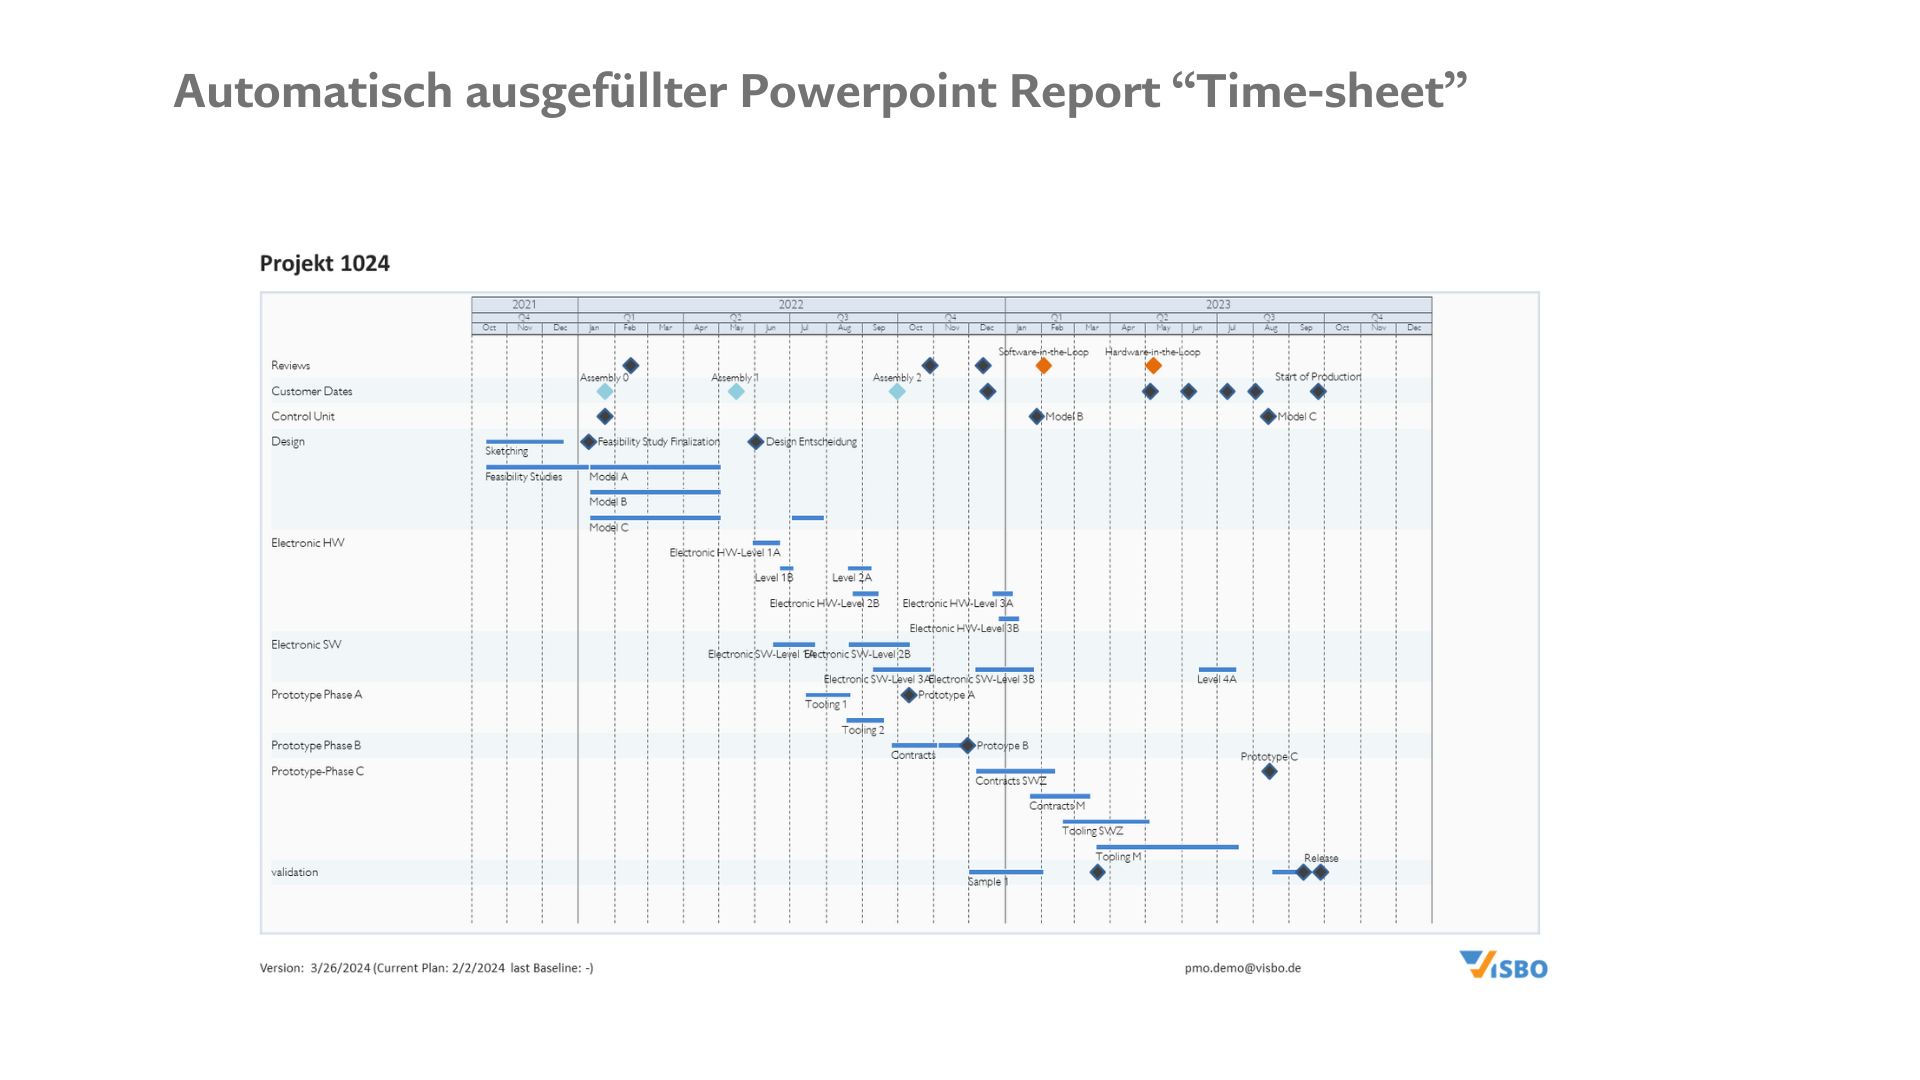 Automatisch ausgefüllter Powerpoint Report “Time-sheet”
Projekt 1024
2021 2022 2023
Q4 Q1 Q2 Q3 Q4 Q1 Q2 Q3 Q4
Oct Nov Dec Jan Feb Mar Apr May Jun Jul Aug Sep Oct Nov Dec Jan Feb Mar Apr May Jun Jul Aug Sep Oct Nov Dec
Software-in-the-Loop Hardware-in-the-Loop
Reviews
Assembly 0 Assembly 1 Assembly 2 Start of Production
Customer Dates
Control Unit Model B Model C
Design Feasibility Study Finalization Design Entscheidung
Sketching
Feasibility Studies Model A
Model B
Model C
Electronic HW
Electronic HW-Level 1A
Level 1B Level 2A
Electronic HW-Level 2B Electronic HW-Level 3A
Electronic HW-Level 3B
Electronic SW
Electronic SW-Level 1A Electronic SW-Level 2B
Electronic SW-Level 3A Electronic SW-Level 3B Level 4A
Prototype Phase A Prototype A
Tooling 1
Tooling 2
Prototype Phase B Protoype B
Contracts Prototype C
Prototype-Phase C
Contracts SWZ
Contracts M
Tooling SWZ
Tooling M Release
validation
Sample 1
Version: 3/26/2024 (Current Plan: 2/2/2024 last Baseline: -) pmo.demo@visbo.de VISBO